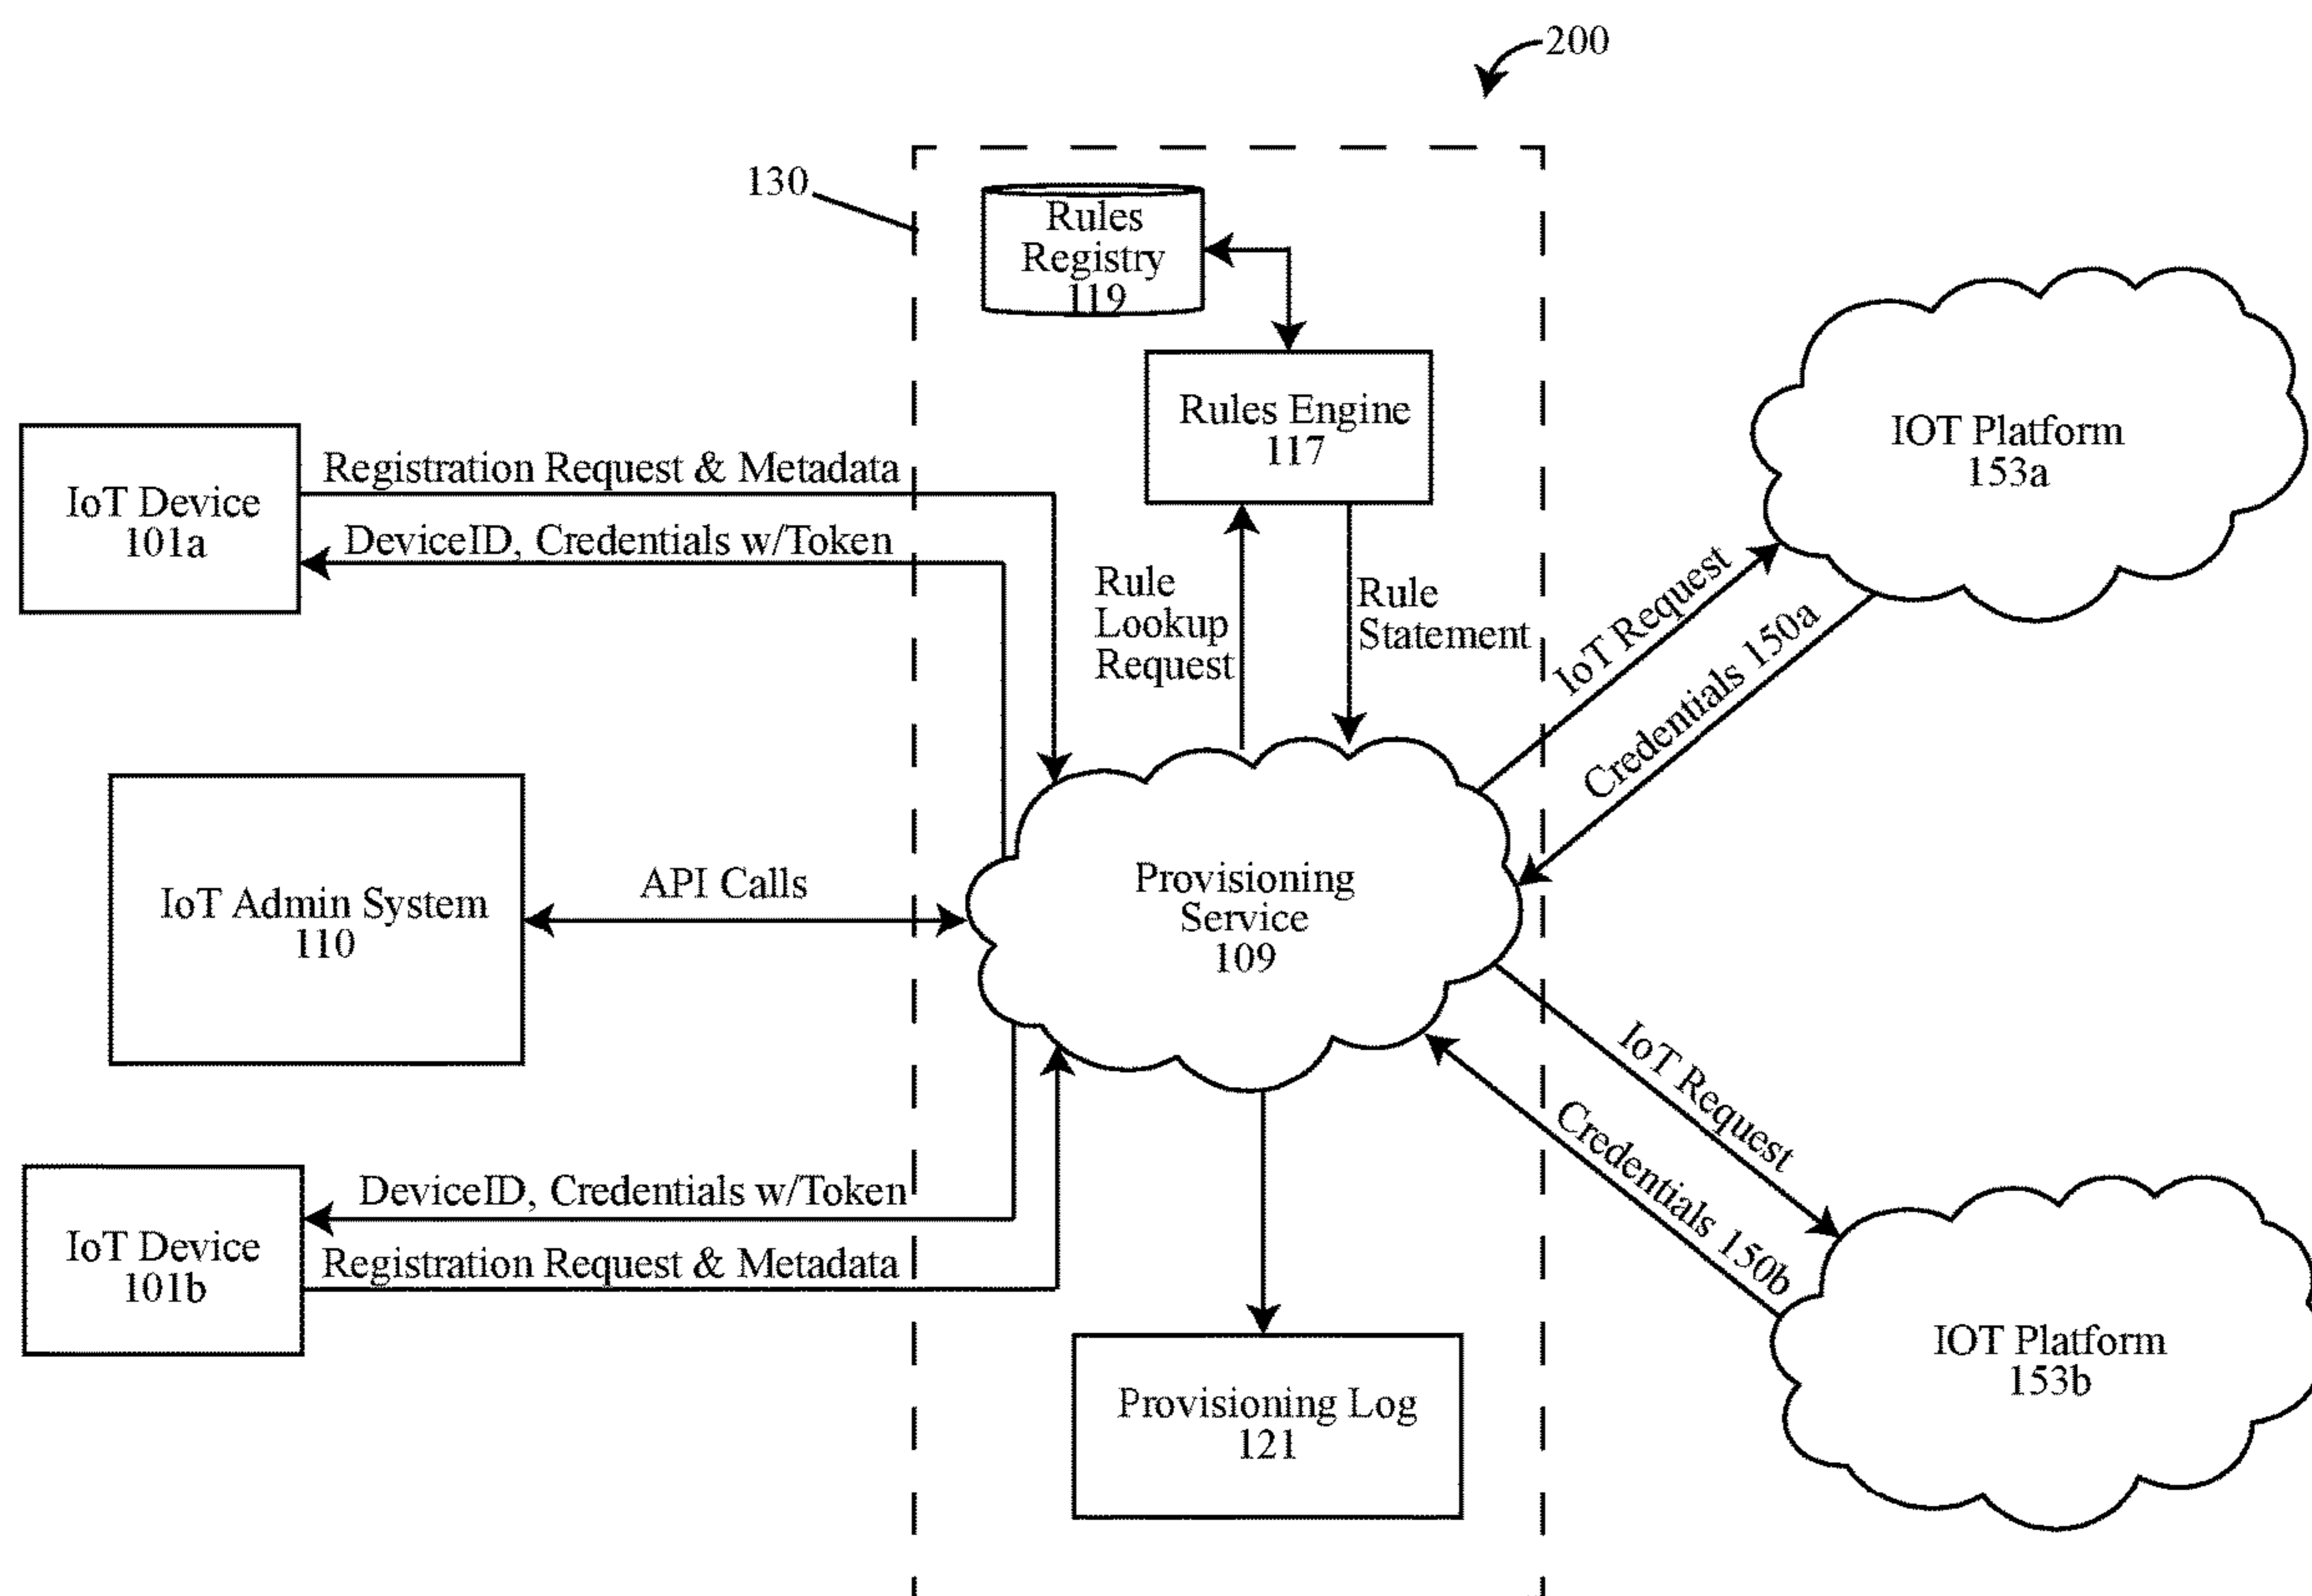 200
130
Rules
Registry
119
Rules Engine
117
IOT Platform
153a
IoT Device
101a
Registration Request & Metadata
DeviceID, Credentials w/Token
Rule
Lookup
Request
Rule
Statement
IoT Request
Credentials 150a
IoT Admin System
110
API Calls
Provisioning
Service
109
IoT Request
Credentials 150b
IoT Device
101b
DeviceID, Credentials w/Token
Registration Request & Metadata
Provisioning Log
121
IOT Platform
153b